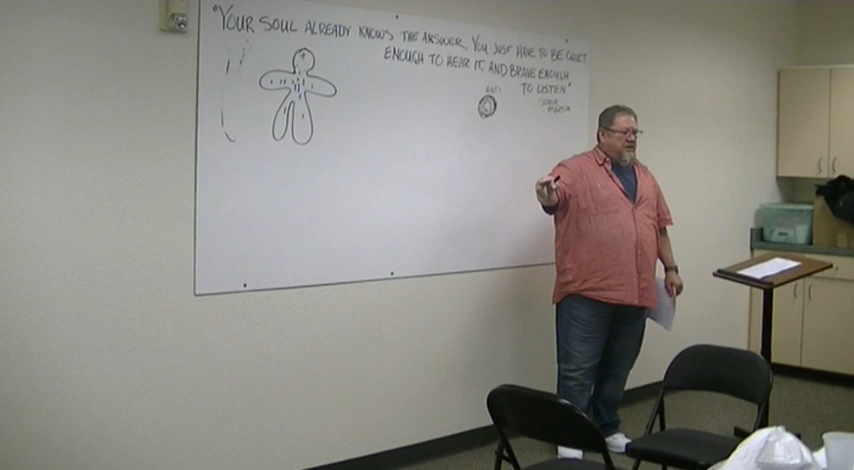 "YOUR SOUL ALREADY KNOWS THE ANSWER. YOU JUST HAVE TO BE QUIET
ENOUGH TO HEAR IT, AND BRAVE ENOUGH
TO LISTEN."